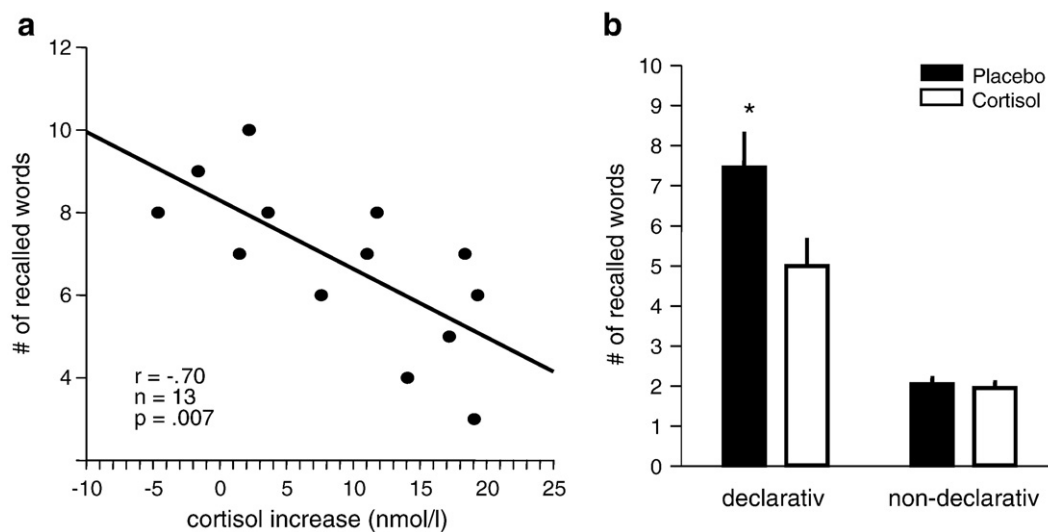 a
12
10
8
6
4
# of recalled words
r = -.70
n = 13
p = .007
-10 -5 0 5 10 15 20 25
cortisol increase (nmol/l)
b
Placebo
Cortisol
10
9
8
7
6
5
4
3
2
1
0
# of recalled words
*
declarativ non-declarativ